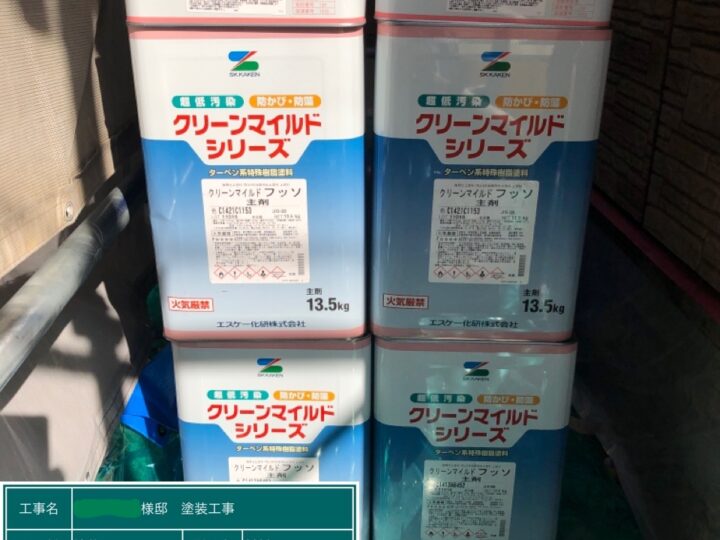 SK KAKEN
超低汚染 防かび・防藻
クリーンマイルド
シリーズ
ターペン系特殊樹脂塗料
クリーンマイルド フッソ
主剤
C1421C1153
主剤
火気厳禁 13.5kg
エスケー化研株式会社
SK KAKEN
超低汚染 防かび・防藻
クリーンマイルド
シリーズ
ターペン系特殊樹脂塗料
クリーンマイルド フッソ
主剤
C1421C1153
主剤
火気厳禁 13.5kg
エスケー化研株式会社
SK KAKEN
超低汚染 防かび・防藻
クリーンマイルド
シリーズ
ターペン系特殊樹脂塗料
クリーンマイルド フッソ
SK KAKEN
超低汚染 防かび・防藻
クリーンマイルド
シリーズ
ターペン系特殊樹脂塗料
クリーンマイルド フッソ
主剤
工事名 様邸 塗装工事